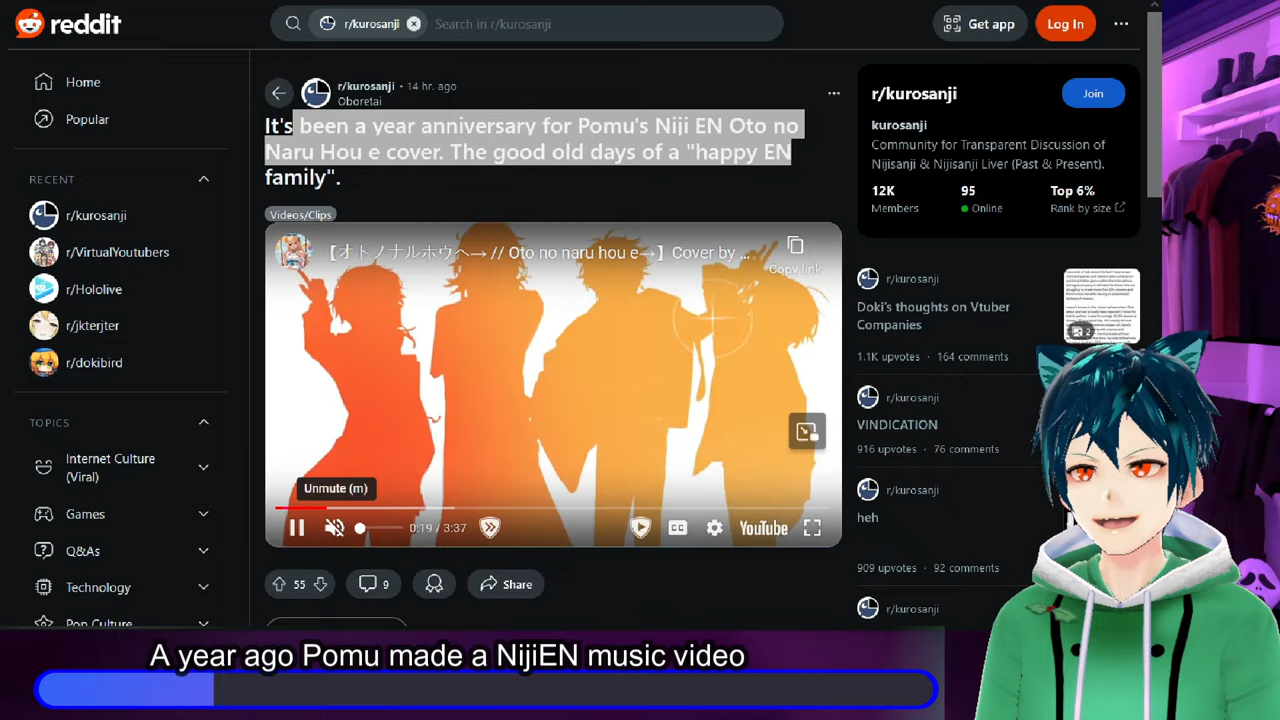 reddit
r/kurosanji
Search in r/kurosanji
Get app
Log In
Home
Popular
RECENT
r/kurosanji
r/VirtualYoutubers
r/Hololive
r/jkterjter
r/dokibird
TOPICS
Internet Culture
(Viral)
Games
Q&As
Technology
Pop Culture
r/kurosanji • 14 hr. ago
Oboretai
It's been a year anniversary for Pomu's Niji EN Oto no
Naru Hou e cover. The good old days of a "happy EN
family".
Videos/Clips
【オトノナルホウヘ→ // Oto no naru hou e→】Cover by ...
Copy link
Unmute (m)
0:19 / 3:37
CC
YouTube
55
9
Share
r/kurosanji
Join
kurosanji
Community for Transparent Discussion of
Nijisanji & Nijisanji Liver (Past & Present).
12K
95
Top 6%
Members
Online
Rank by size
r/kurosanji
Doki's thoughts on Vtuber
Companies
2
1.1K upvotes • 164 comments
r/kurosanji
VINDICATION
916 upvotes • 76 comments
r/kurosanji
heh
909 upvotes • 92 comments
r/kurosanji
A year ago Pomu made a NijiEN music video